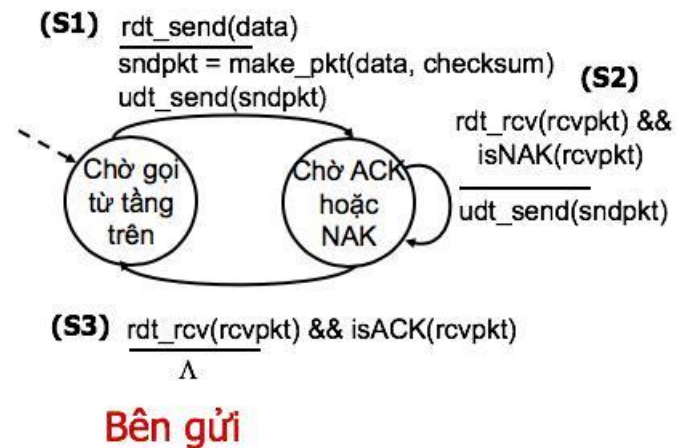 (S1) rdt_send(data)
sndpkt = make_pkt(data, checksum)
udt_send(sndpkt)
(S2)
rdt_rcv(rcvpkt) &&
isNAK(rcvpkt)
udt_send(sndpkt)
Chờ gọi
từ tầng
trên
Chờ ACK
hoặc
NAK
(S3) rdt_rcv(rcvpkt) && isACK(rcvpkt)
Λ
Bên gửi